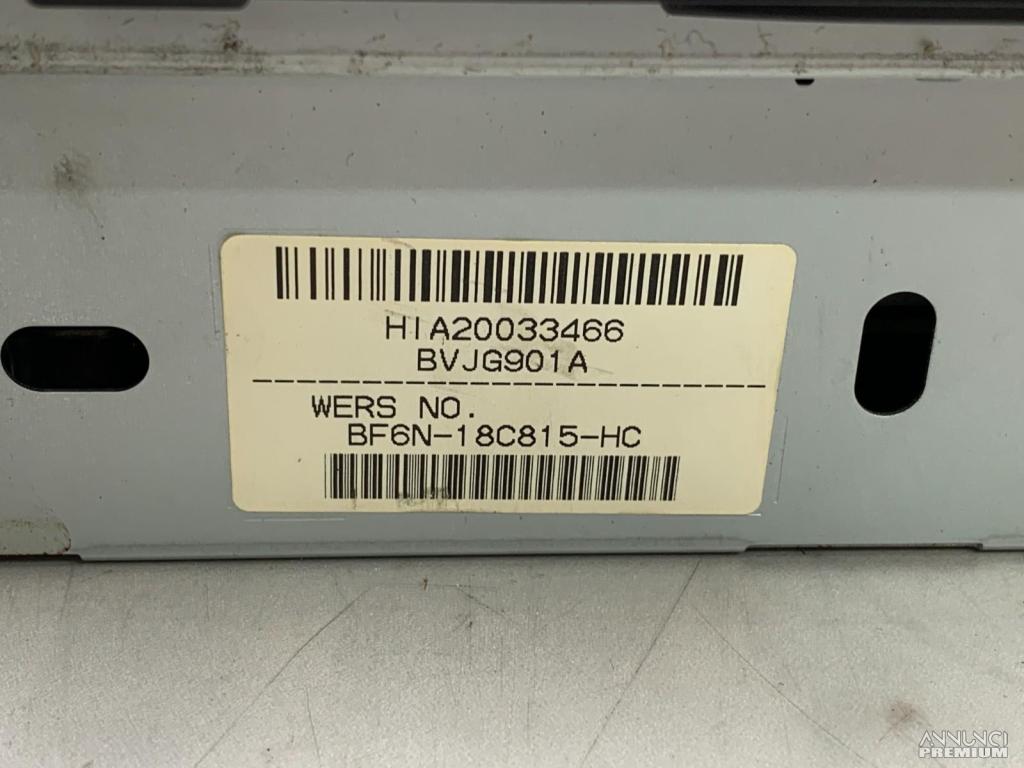 HIA20033466
BVJG901A
WERS NO.
BF6N-18C815-HC
ANNUNCI
PREMIUM